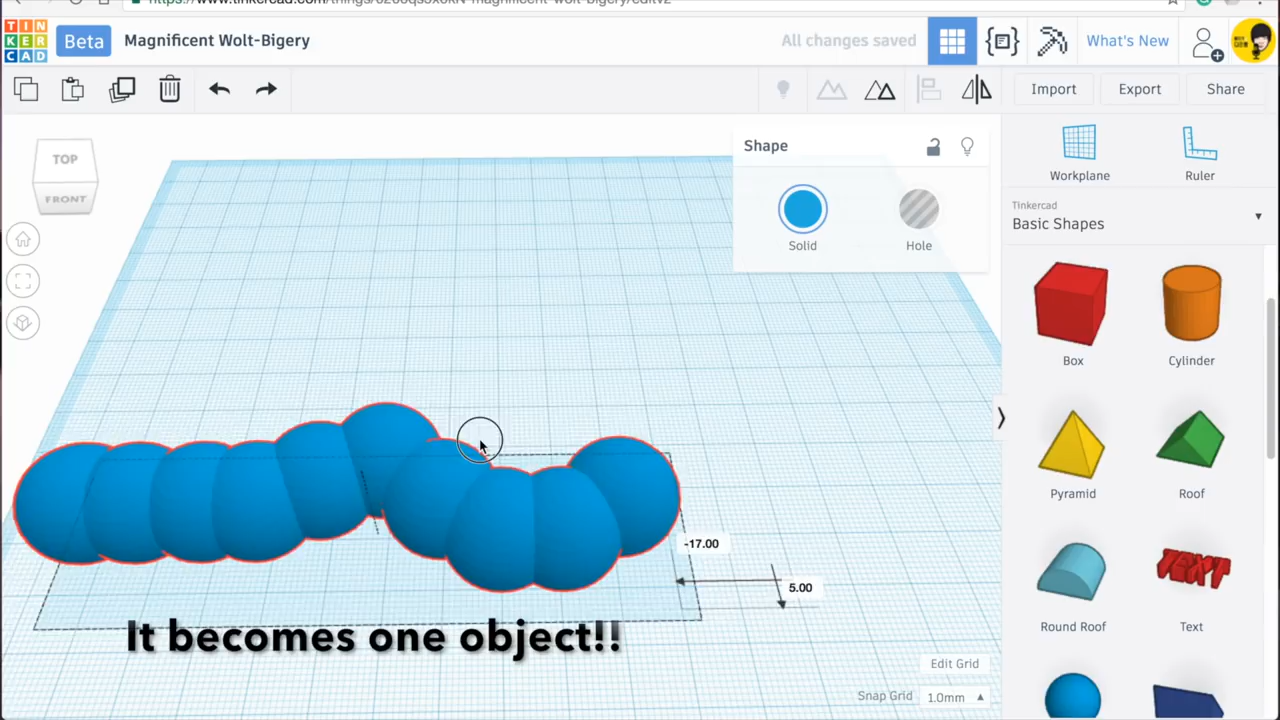 TIN
KER
CAD
Beta
Magnificent Wolt-Bigery
All changes saved
What's New
Import
Export
Share
TOP
FRONT
Shape
Solid
Hole
Workplane
Ruler
Tinkercad
Basic Shapes
Box
Cylinder
Pyramid
Roof
Round Roof
TEXT
Text
-17.00
5.00
It becomes one object!!
Edit Grid
Snap Grid
1.0mm